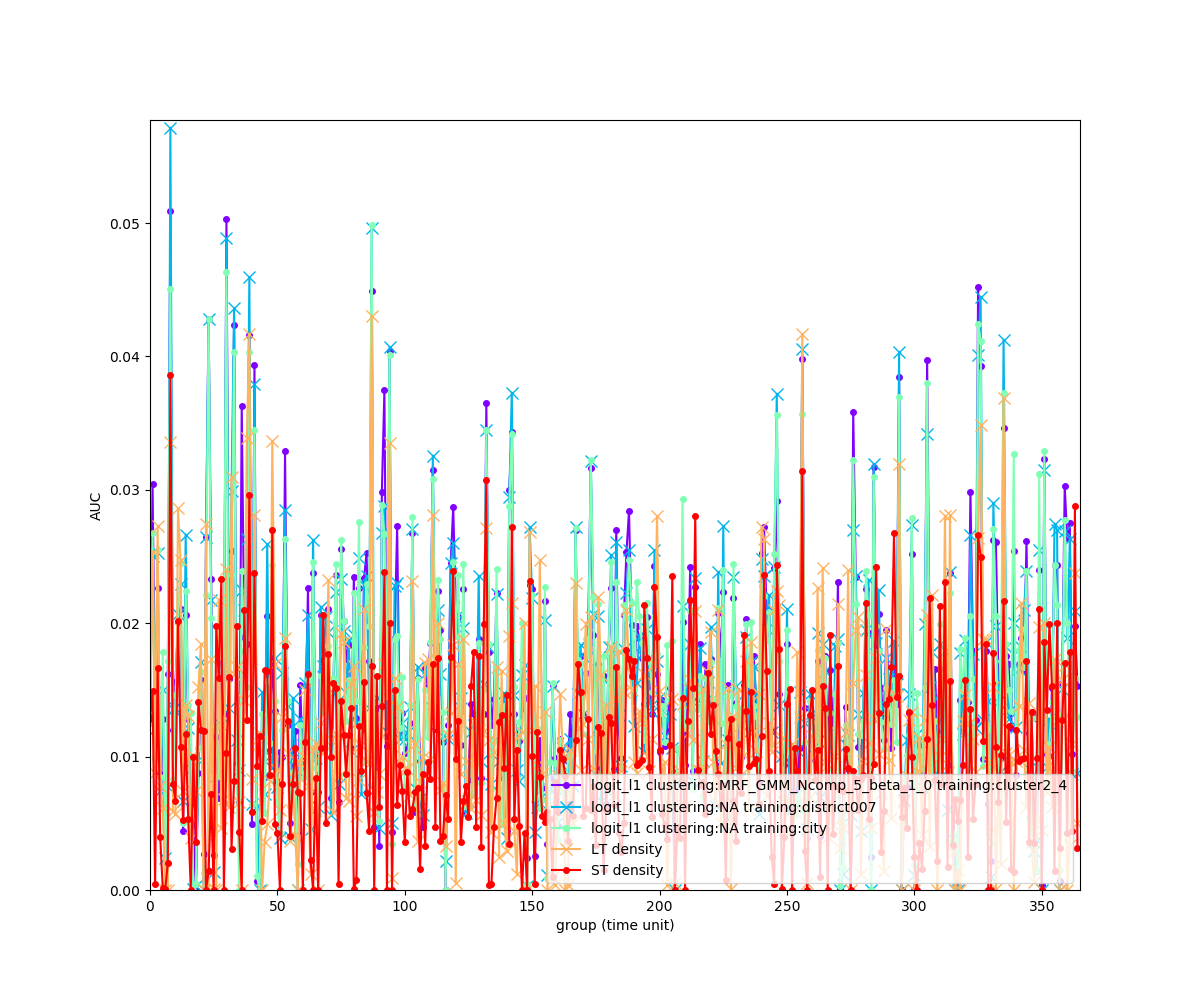 0.05
0.04
0.03
0.02
0.01
0.00
AUC
logit_l1 clustering:MRF_GMM_Ncomp_5_beta_1_0 training:cluster2_4
logit_l1 clustering:NA training:district007
logit_l1 clustering:NA training:city
LT density
ST density
0 50 100 150 200 250 300 350
group (time unit)